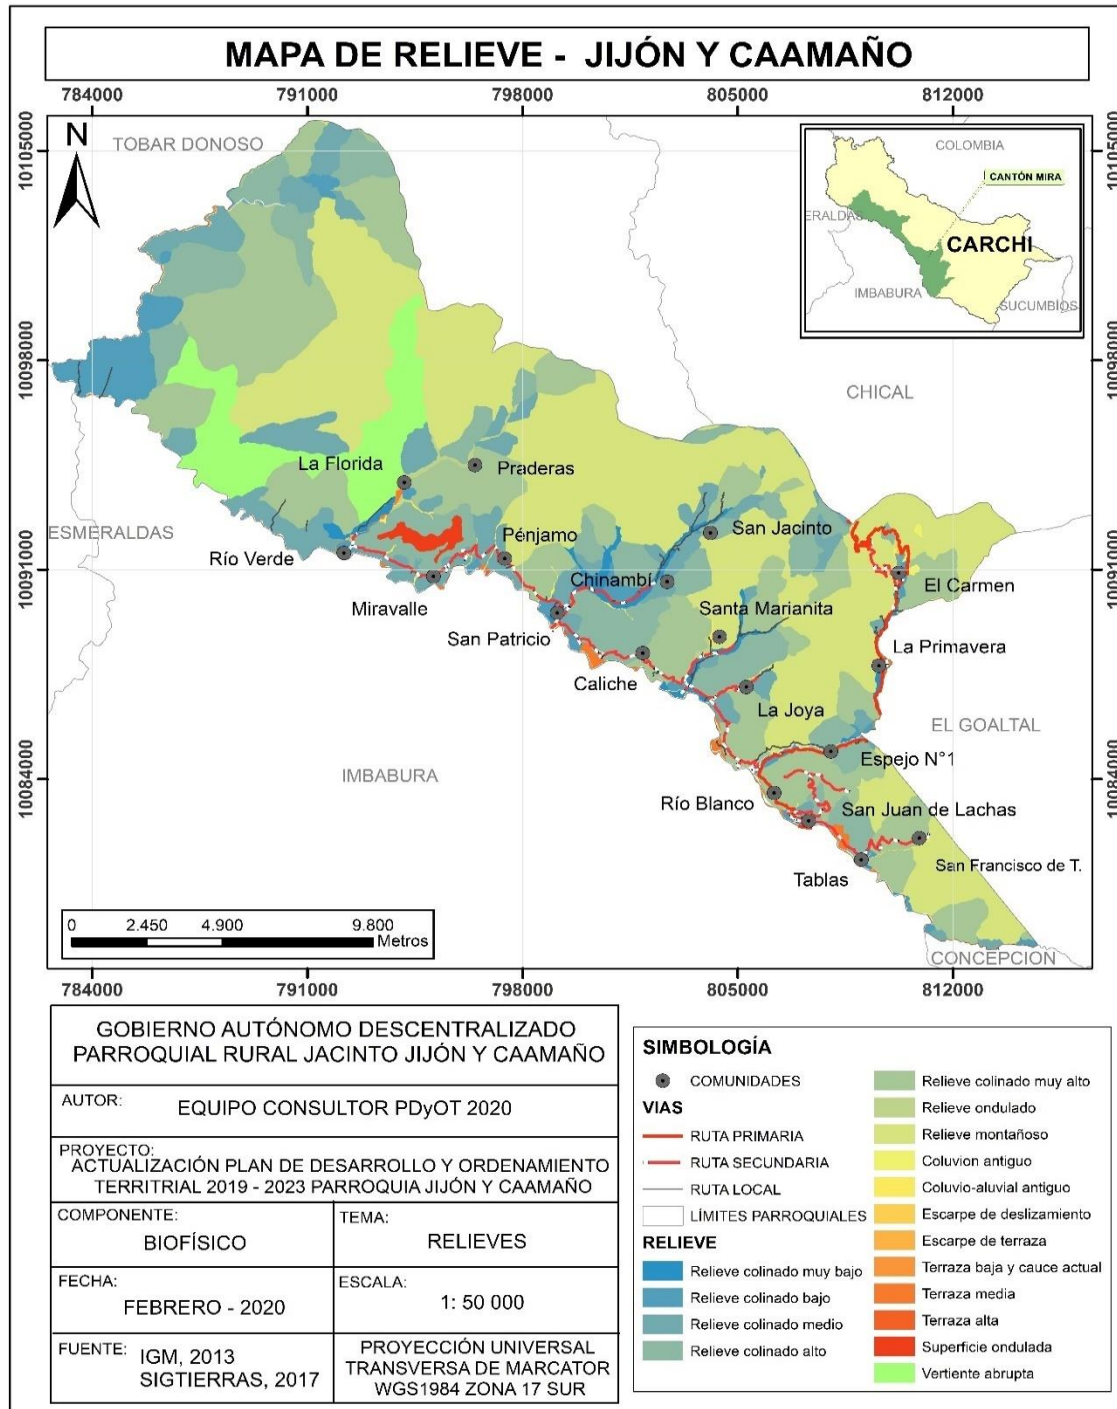 MAPA DE RELIEVE - JIJÓN Y CAAMAÑO
784000 791000 798000 805000 812000
N
TOBAR DONOSO
10105000
10105000
COLOMBIA
CANTÓN MIRA
ERALDAS
CARCHI
IMBABURA
SUCUMBÍOS
10098000
10098000
CHICAL
La Florida
Praderas
ESMERALDAS
Pénjamo
San Jacinto
10091000
10091000
Río Verde
Chinambí
El Carmen
Miravalle
Santa Marianita
San Patricio
La Primavera
Caliche
La Joya
EL GOALTAL
IMBABURA
Espejo N°1
10084000
10084000
Río Blanco
San Juan de Lachas
Tablas
San Francisco de T.
0 2.450 4.900 9.800
Metros
CONCEPCION
784000 791000 798000 805000 812000
GOBIERNO AUTÓNOMO DESCENTRALIZADO
PARROQUIAL RURAL JACINTO JIJÓN Y CAAMAÑO
AUTOR: EQUIPO CONSULTOR PDyOT 2020
PROYECTO:
ACTUALIZACIÓN PLAN DE DESARROLLO Y ORDENAMIENTO
TERRITRIAL 2019 - 2023 PARROQUIA JIJÓN Y CAAMAÑO
COMPONENTE:
BIOFÍSICO
TEMA:
RELIEVES
FECHA:
FEBRERO - 2020
ESCALA:
1: 50 000
FUENTE: IGM, 2013
SIGTIERRAS, 2017
PROYECCIÓN UNIVERSAL
TRANSVERSA DE MARCATOR
WGS1984 ZONA 17 SUR
SIMBOLOGÍA
COMUNIDADES
VIAS
RUTA PRIMARIA
RUTA SECUNDARIA
RUTA LOCAL
LÍMITES PARROQUIALES
RELIEVE
Relieve colinado muy bajo
Relieve colinado bajo
Relieve colinado medio
Relieve colinado alto
Relieve colinado muy alto
Relieve ondulado
Relieve montañoso
Coluvion antiguo
Coluvio-aluvial antiguo
Escarpe de deslizamiento
Escarpe de terraza
Terraza baja y cauce actual
Terraza media
Terraza alta
Superficie ondulada
Vertiente abrupta